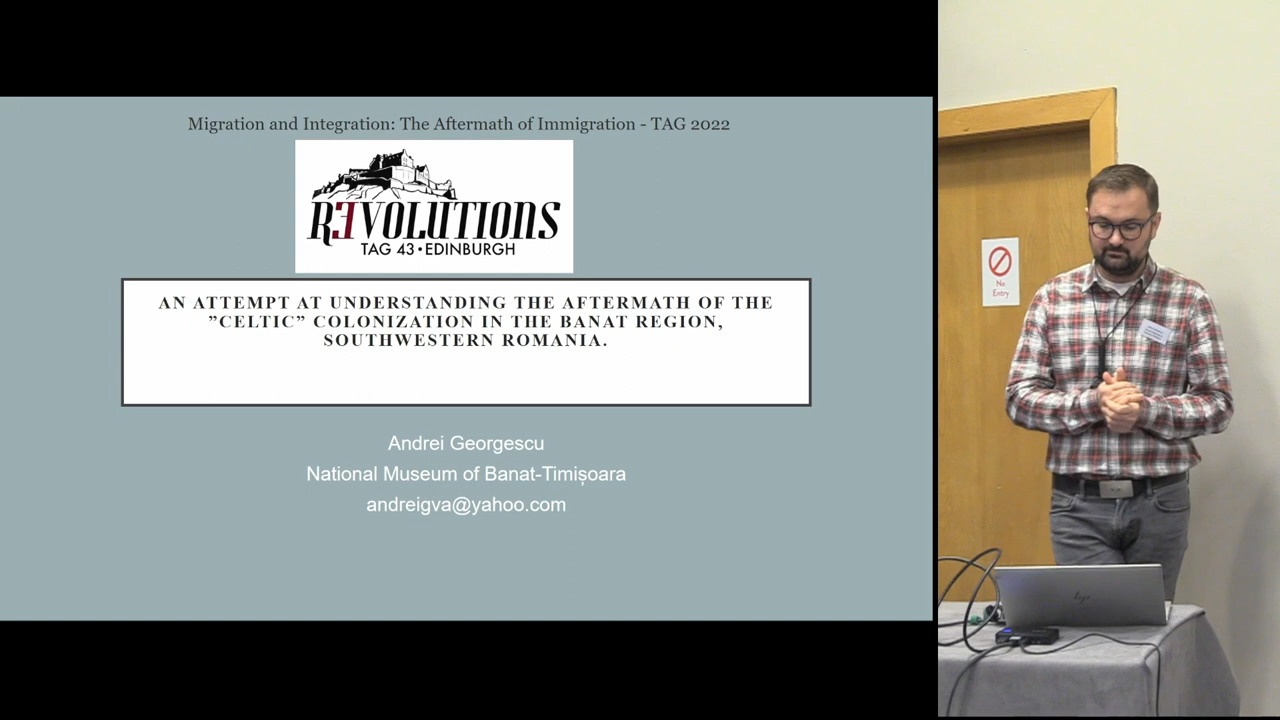 Migration and Integration: The Aftermath of Immigration - TAG 2022
RƎVOLUTIONS
TAG 43 • EDINBURGH
AN ATTEMPT AT UNDERSTANDING THE AFTERMATH OF THE
”CELTIC” COLONIZATION IN THE BANAT REGION,
SOUTHWESTERN ROMANIA.
Andrei Georgescu
National Museum of Banat-Timișoara
andreigva@yahoo.com
No
Entry
hp